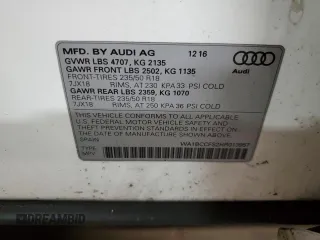 MFD. BY AUDI AG 12 16
GVWR LBS 4707, KG 2135
GAWR FRONT LBS 2502, KG 1135
FRONT-TIRES 235/50 R18
7JX18 RIMS, AT 230 KPA 33 PSI COLD
GAWR REAR LBS 2359, KG 1070
REAR-TIRES 235/50 R18
7JX18 RIMS, AT 250 KPA 36 PSI COLD
Audi
THIS VEHICLE CONFORMS TO ALL APPLICABLE
U.S. FEDERAL MOTOR VEHICLE SAFETY AND
THEFT PREVENTION STANDARDS IN EFFECT ON
THE DATE OF MANUFACTURE SHOWN ABOVE.
TYPE:
SPAIN
DREAMBID